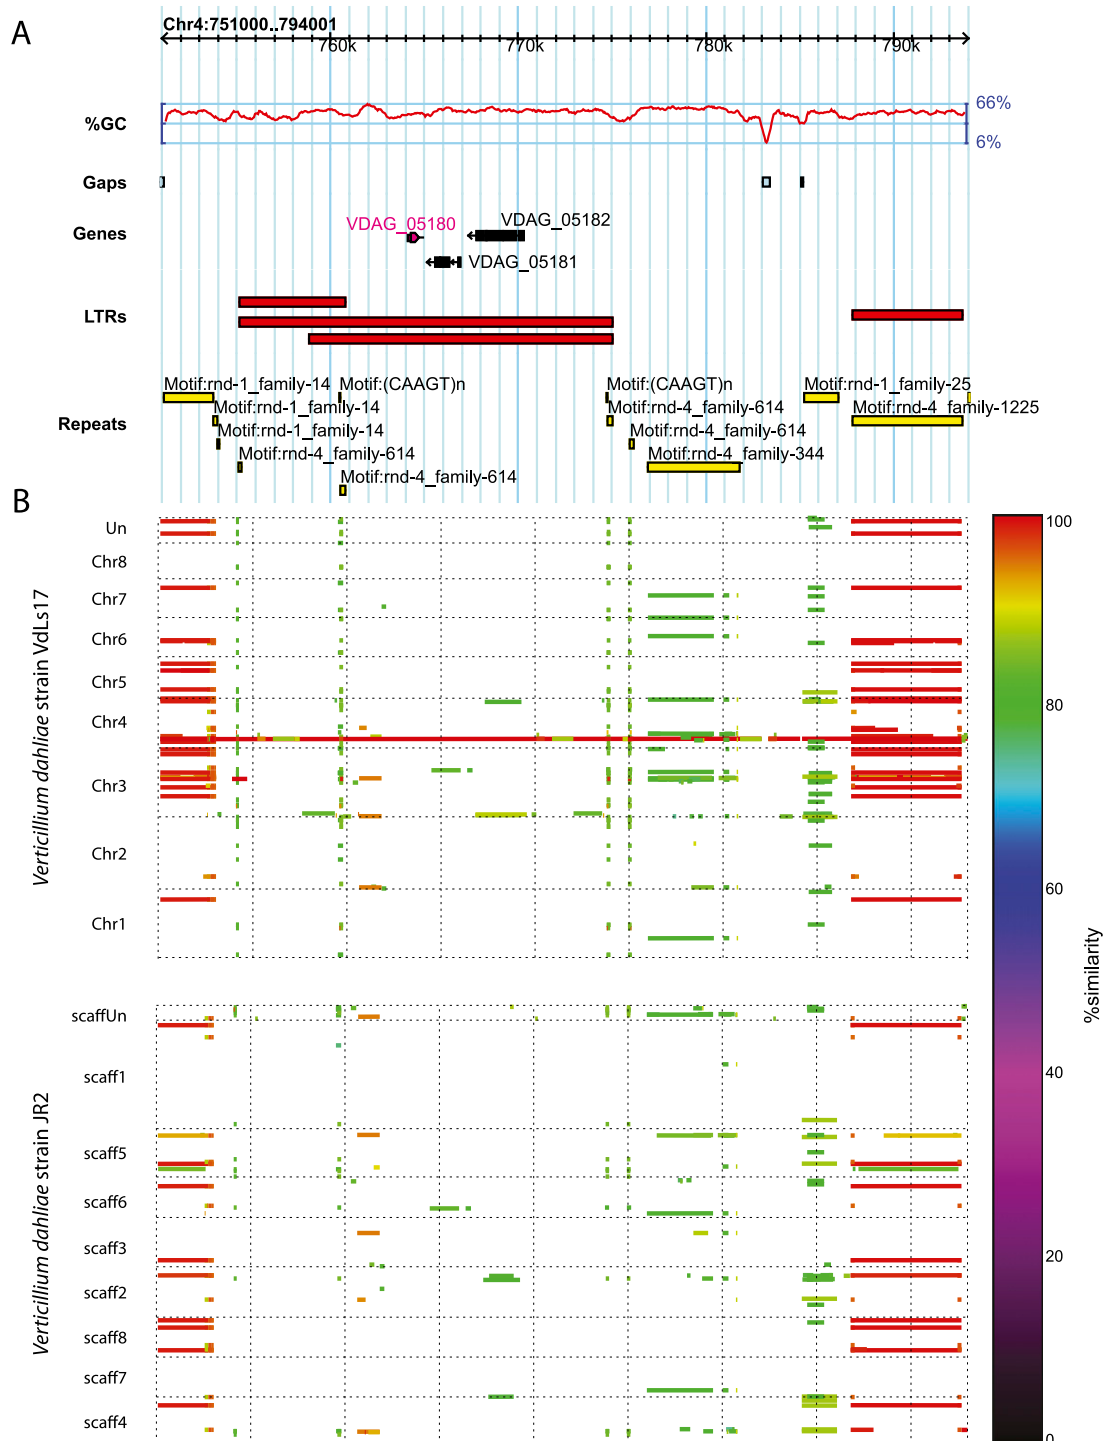 A
Chr4:751000..794001
760k 770k 780k 790k
%GC
66%
6%
Gaps
Genes
VDAG_05180
VDAG_05182
VDAG_05181
LTRs
Repeats
Motif:rnd-1_family-14
Motif:(CAAGT)n
Motif:(CAAGT)n
Motif:rnd-1_family-25
Motif:rnd-1_family-14
Motif:rnd-4_family-614
Motif:rnd-4_family-1225
Motif:rnd-1_family-14
Motif:rnd-4_family-614
Motif:rnd-4_family-614
Motif:rnd-4_family-344
Motif:rnd-4_family-614
B
Verticillium dahliae strain VdLs17
Un
Chr8
Chr7
Chr6
Chr5
Chr4
Chr3
Chr2
Chr1
Verticillium dahliae strain JR2
scaffUn
scaff1
scaff5
scaff6
scaff3
scaff2
scaff8
scaff7
scaff4
100
80
60
40
20
0
%similarity